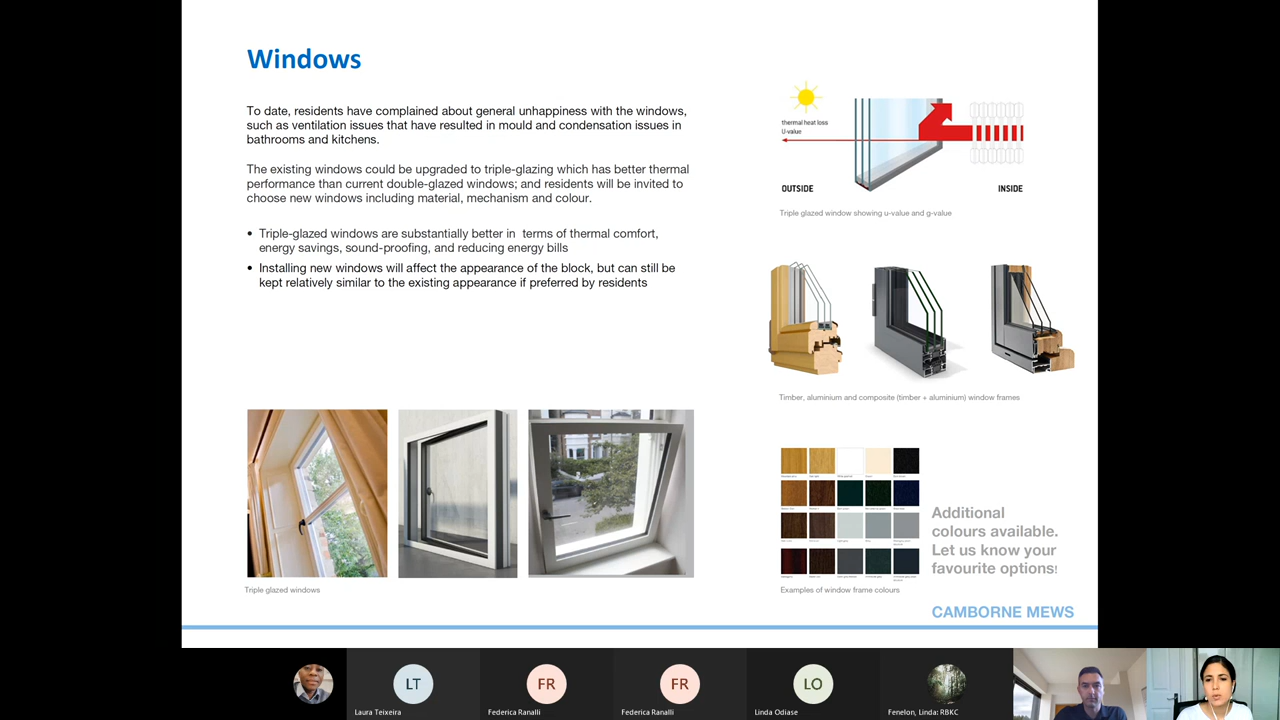 Windows
To date, residents have complained about general unhappiness with the windows,
such as ventilation issues that have resulted in mould and condensation issues in
bathrooms and kitchens.
The existing windows could be upgraded to triple-glazing which has better thermal
performance than current double-glazed windows; and residents will be invited to
choose new windows including material, mechanism and colour.
• Triple-glazed windows are substantially better in  terms of thermal comfort,
energy savings, sound-proofing, and reducing energy bills
• Installing new windows will affect the appearance of the block, but can still be
kept relatively similar to the existing appearance if preferred by residents
Triple glazed windows
thermal heat loss
U-value
OUTSIDE
INSIDE
Triple glazed window showing u-value and g-value
Timber, aluminium and composite (timber + aluminium) window frames
Examples of window frame colours
Additional
colours available.
Let us know your
favourite options!
CAMBORNE MEWS
LT
Laura Teixeira
FR
Federica Ranalli
FR
Federica Ranalli
LO
Linda Odiase
Fenelon, Linda: RBKC